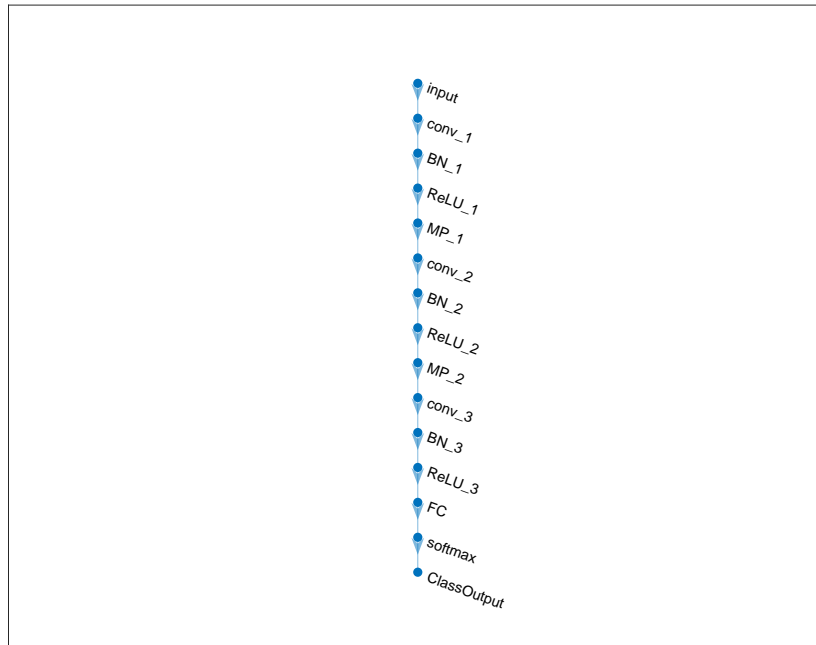 input
conv_1
BN_1
ReLU_1
MP_1
conv_2
BN_2
ReLU_2
MP_2
conv_3
BN_3
ReLU_3
FC
softmax
ClassOutput